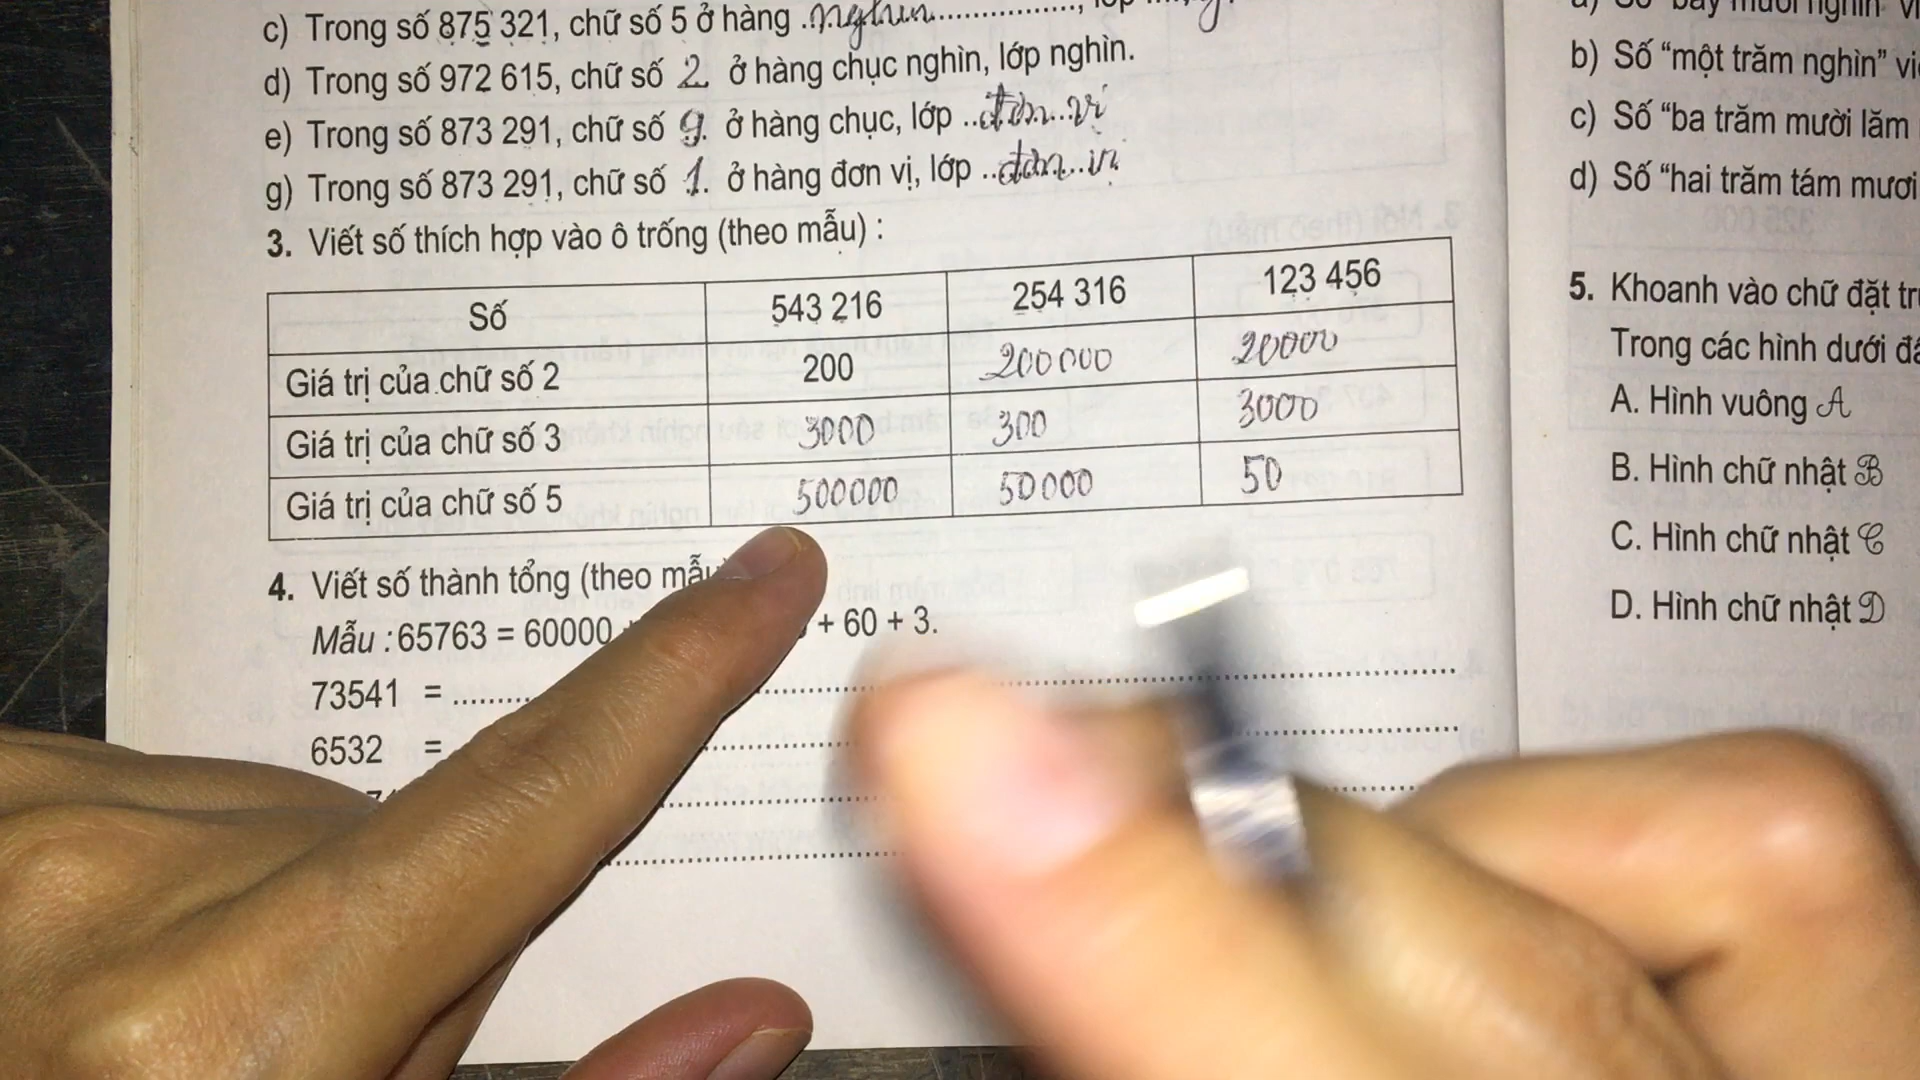 c) Trong số 875 321, chữ số 5 ở hàng ..nghìn................., lớp
d) Trong số 972 615, chữ số 2 ở hàng chục nghìn, lớp nghìn.
e) Trong số 873 291, chữ số 9. ở hàng chục, lớp ..đơn...vị
g) Trong số 873 291, chữ số 1. ở hàng đơn vị, lớp ..đơn...vị
3. Viết số thích hợp vào ô trống (theo mẫu) :
Số 543 216 254 316 123 456
Giá trị của chữ số 2 200 200000 20000
Giá trị của chữ số 3 3000 300 3000
Giá trị của chữ số 5 500000 50000 50
4. Viết số thành tổng (theo mẫu
Mẫu : 65763 = 60000 + 60 + 3.
73541 = ..........
6532 =
b) Số “một trăm nghìn”
c) Số “ba trăm mười lăm
d) Số “hai trăm tám mươi
5. Khoanh vào chữ đặt
Trong các hình dưới
A. Hình vuông A
B. Hình chữ nhật B
C. Hình chữ nhật C
D. Hình chữ nhật D